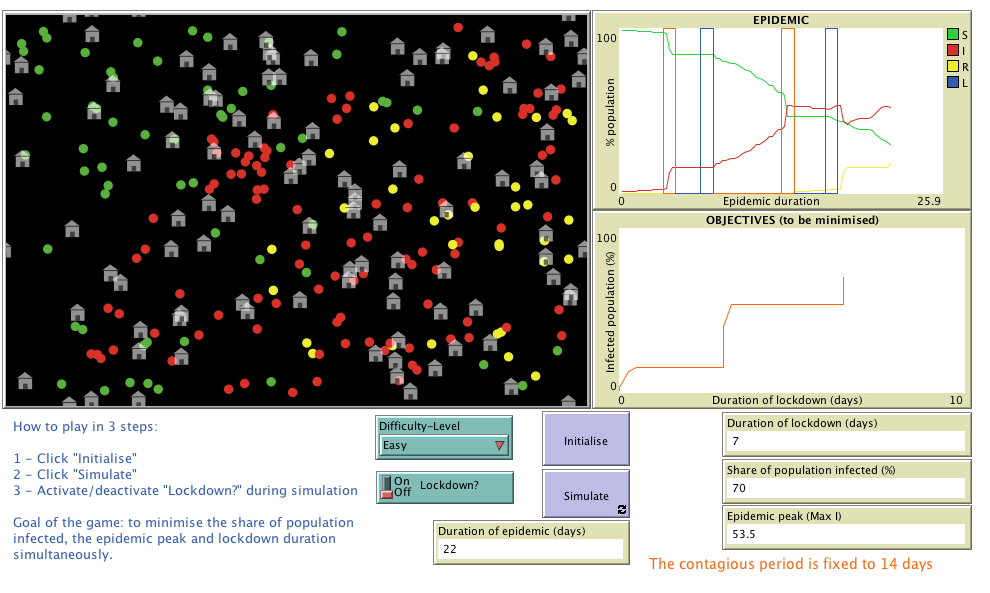 EPIDEMIC
100
% population
0
0
Epidemic duration
25.9
S
I
R
L
OBJECTIVES (to be minimised)
100
Infected population (%)
0
0
Duration of lockdown (days)
10
How to play in 3 steps:
1 - Click "Initialise"
2 - Click "Simulate"
3 - Activate/deactivate "Lockdown?" during simulation
Goal of the game: to minimise the share of population
infected, the epidemic peak and lockdown duration
simultaneously.
Difficulty-Level
Easy
On
Off
Lockdown?
Initialise
Simulate
Duration of epidemic (days)
22
Duration of lockdown (days)
7
Share of population infected (%)
70
Epidemic peak (Max I)
53.5
The contagious period is fixed to 14 days